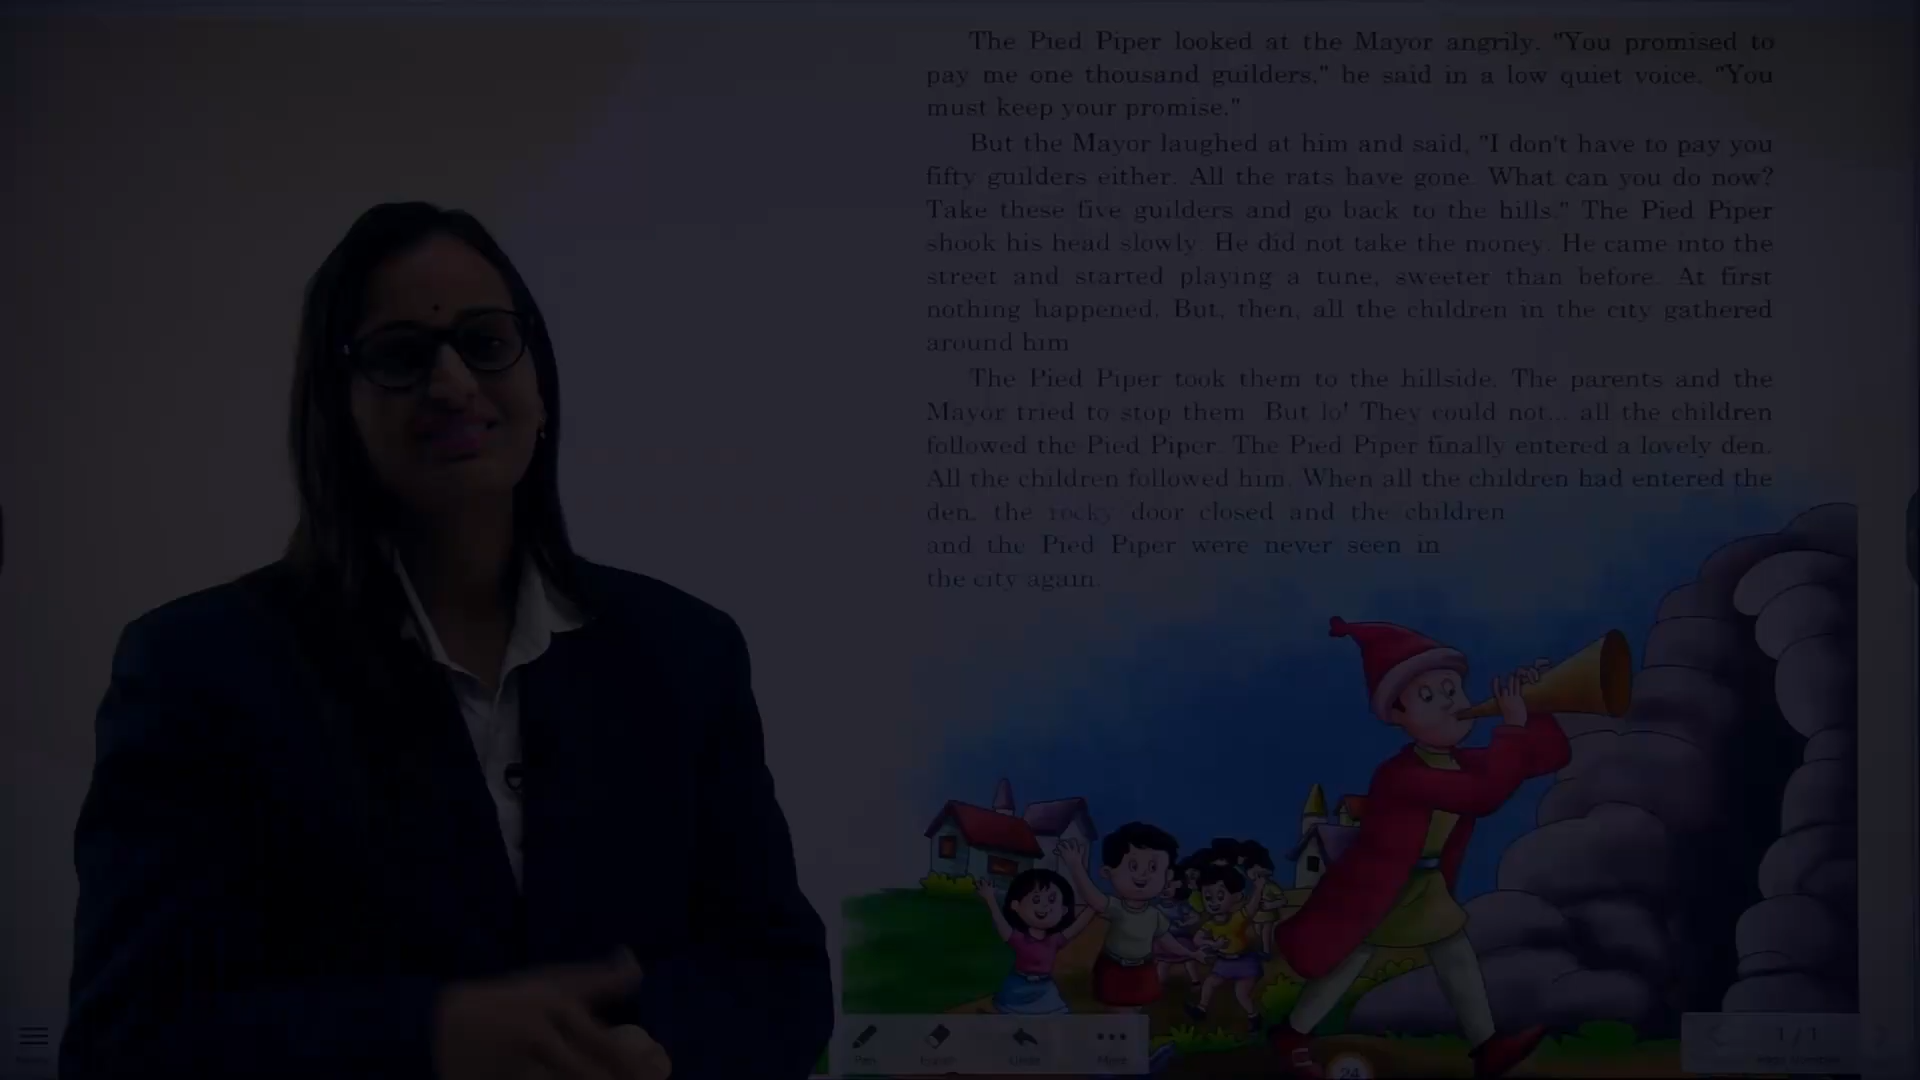 The Pied Piper looked at the Mayor angrily. "You promised to
pay me one thousand guilders," he said in a low quiet voice. "You
must keep your promise."
But the Mayor laughed at him and said, "I don't have to pay you
fifty guilders either. All the rats have gone. What can you do now?
Take these five guilders and go back to the hills." The Pied Piper
shook his head slowly. He did not take the money. He came into the
street and started playing a tune, sweeter than before. At first
nothing happened. But, then, all the children in the city gathered
around him
The Pied Piper took them to the hillside. The parents and the
Mayor tried to stop them. But lo! They could not... all the children
followed the Pied Piper. The Pied Piper finally entered a lovely den.
All the children followed him. When all the children had entered the
den, the rocky door closed and the children
and the Pied Piper were never seen in
the city again.
Pen Eraser Undo More
1 / 1
Page Number
24